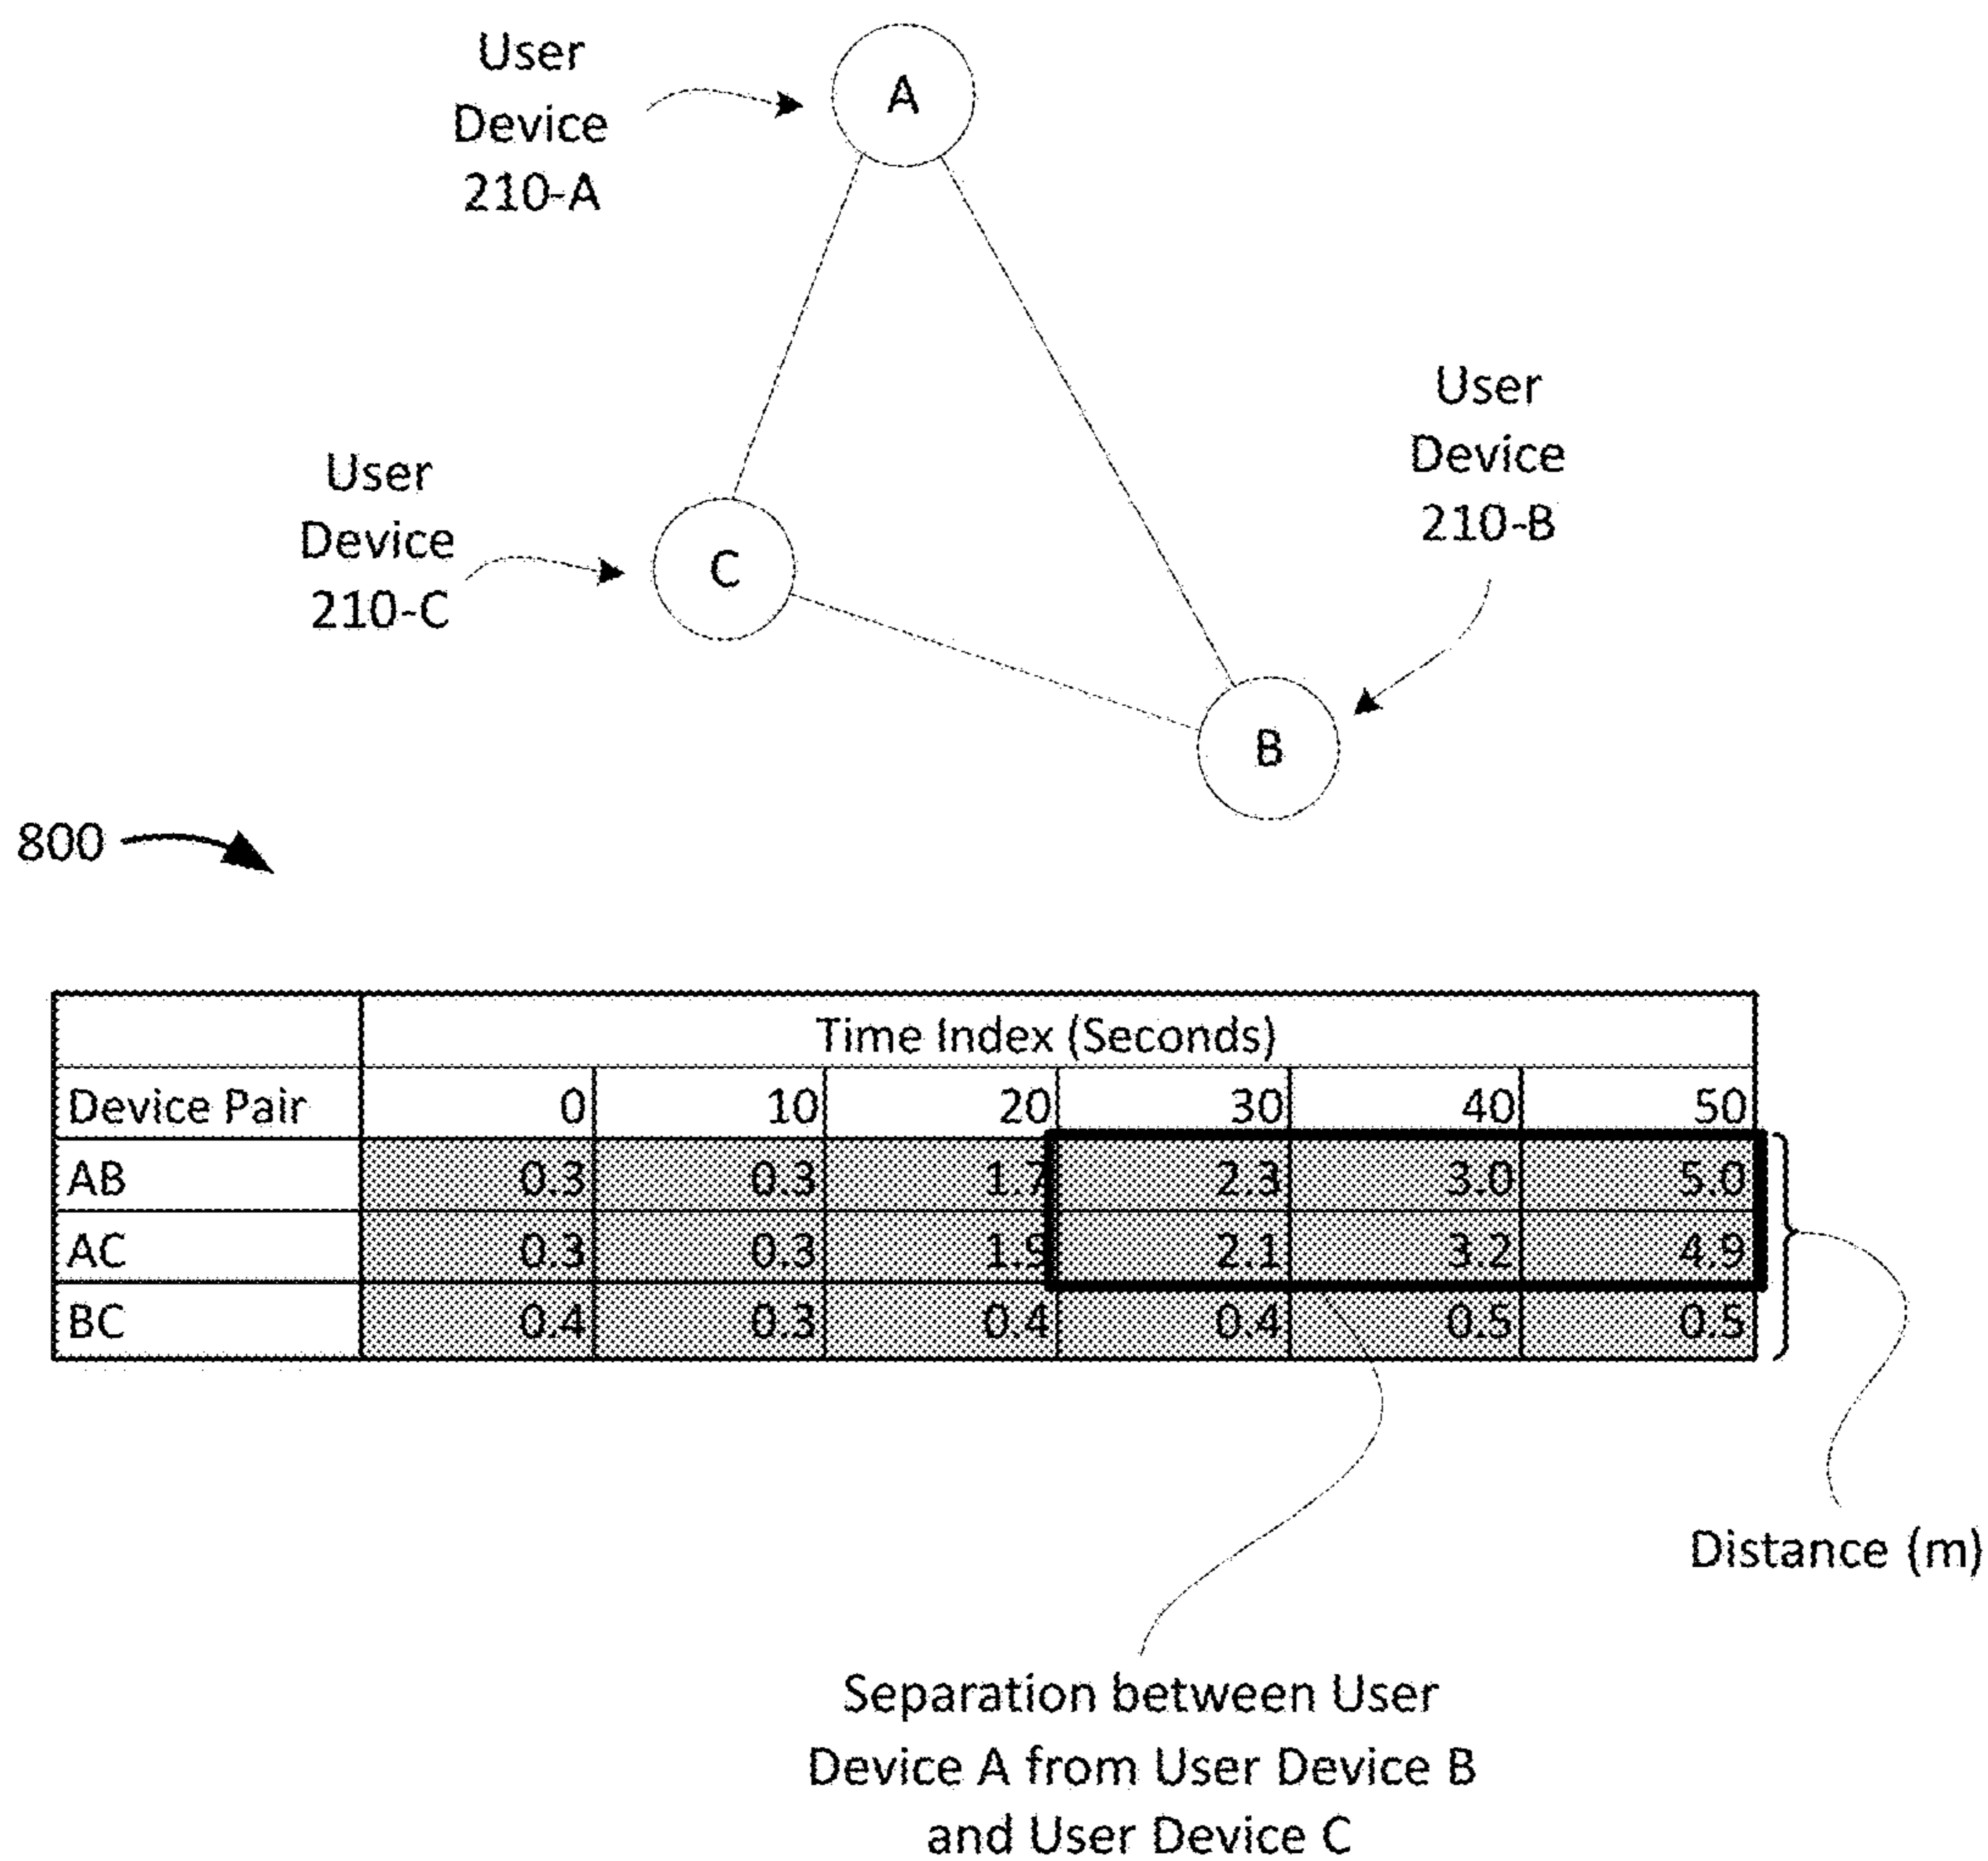 User
Device
210-A
A
User
Device
210-B
User
Device
210-C
C
B
800
Time Index (Seconds)
Device Pair 0 10 20 30 40 50
AB 0.3 0.3 1.7 2.3 3.0 5.0
AC 0.3 0.3 1.9 2.1 3.2 4.9
BC 0.4 0.3 0.4 0.4 0.5 0.5
Distance (m)
Separation between User
Device A from User Device B
and User Device C